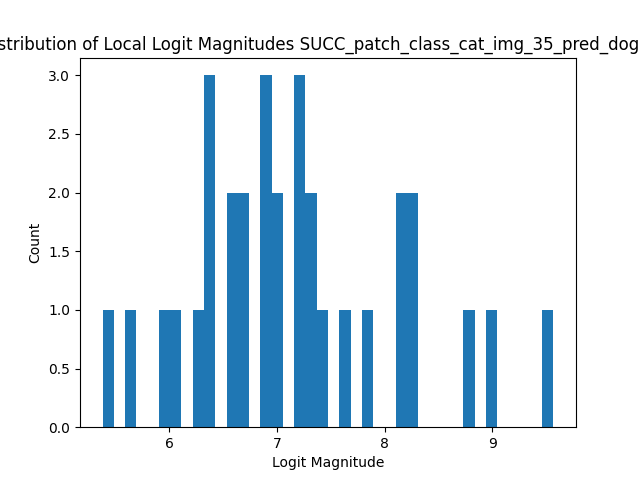 stribution of Local Logit Magnitudes SUCC_patch_class_cat_img_35_pred_dog
3.0
2.5
2.0
1.5
1.0
0.5
0.0
Count
6 7 8 9
Logit Magnitude